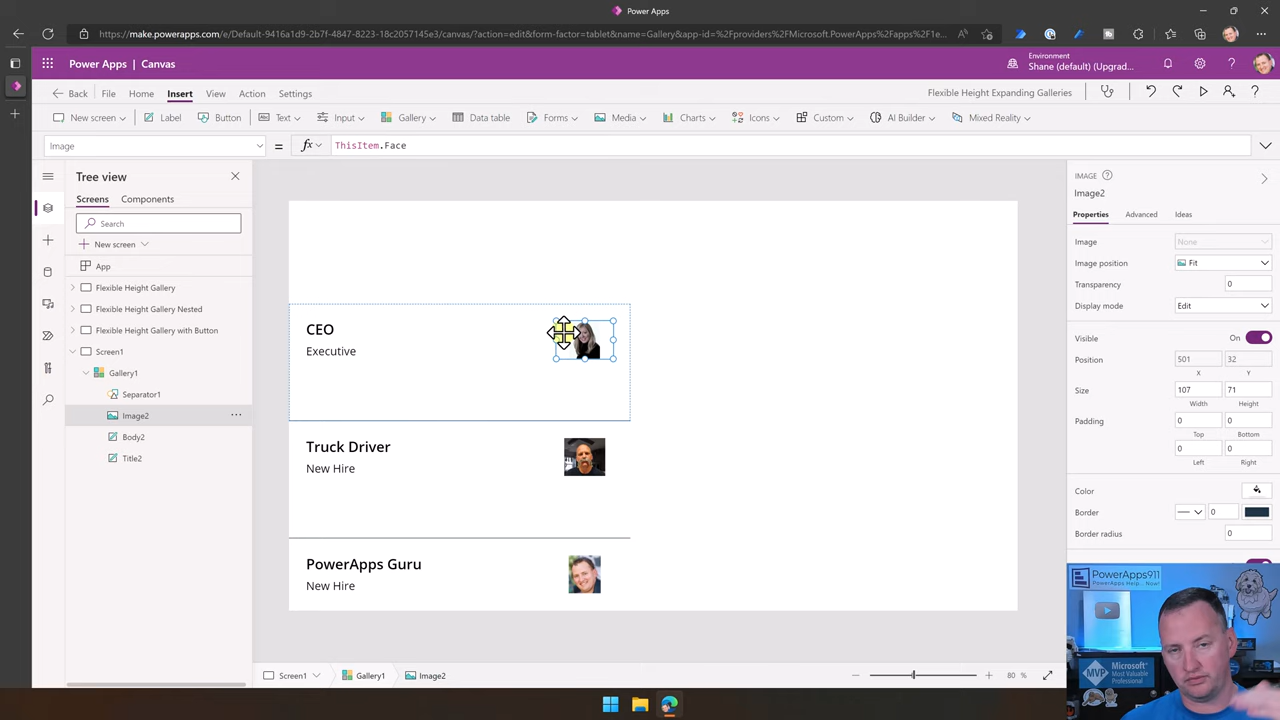 Power Apps
https://make.powerapps.com/e/Default-9416a1d9-2b7f-4847-8223-18c2057145e3/canvas/?action=edit&form-factor=tablet&name=Gallery&app-id=%2Fproviders%2FMicrosoft.PowerApps%2Fapps%2F1e...
Power Apps | Canvas
Environment
Shane (default) (Upgrad...
Back File Home Insert View Action Settings
Flexible Height Expanding Galleries
New screen Label Button Text Input Gallery Data table Forms Media Charts Icons Custom AI Builder Mixed Reality
Image = fx ThisItem.Face
Tree view
Screens Components
Search
New screen
App
Flexible Height Gallery
Flexible Height Gallery Nested
Flexible Height Gallery with Button
Screen1
Gallery1
Separator1
Image2
Body2
Title2
CEO
Executive
Truck Driver
New Hire
PowerApps Guru
New Hire
IMAGE
Image2
Properties Advanced Ideas
Image None
Image position Fit
Transparency 0
Display mode Edit
Visible On
Position 501 32
X Y
Size 107 71
Width Height
Padding 0 0
Top Bottom
0 0
Left Right
Color
Border 0
Border radius 0
PowerApps911
PowerApps Help... Now!
MVP Microsoft
Most Valuable
Professional
Screen1 Gallery1 Image2
80 %